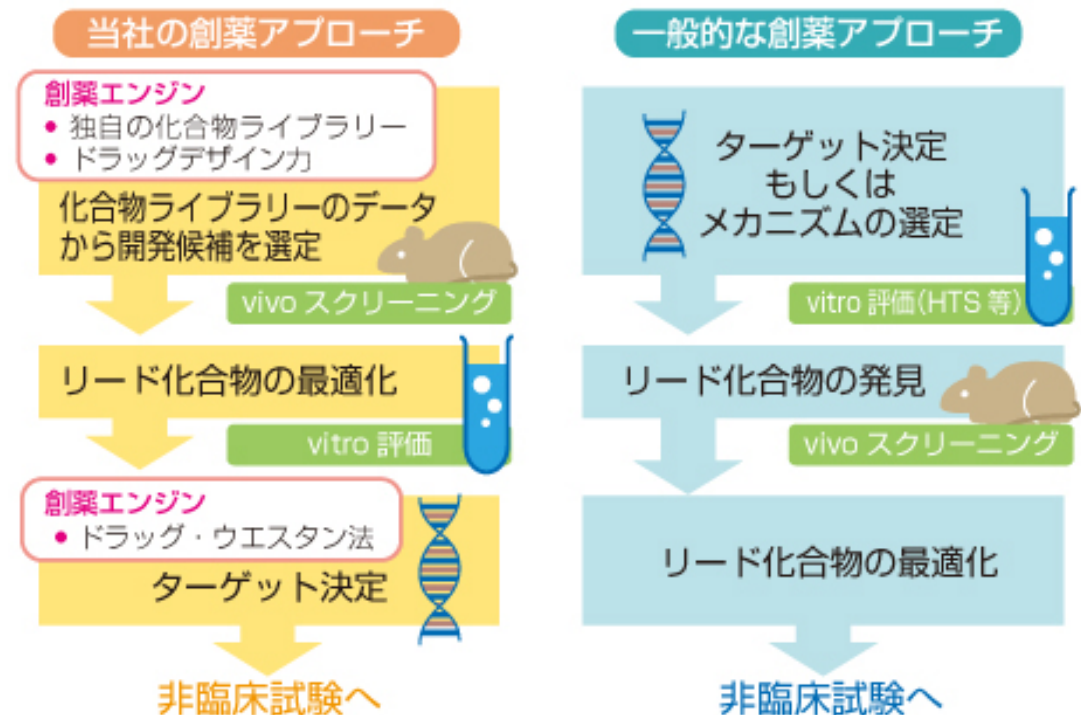 当社の創薬アプローチ
創薬エンジン
• 独自の化合物ライブラリー
• ドラッグデザイン力
化合物ライブラリーのデータ
から開発候補を選定
vivo スクリーニング
リード化合物の最適化
vitro 評価
創薬エンジン
• ドラッグ・ウエスタン法
ターゲット決定
非臨床試験へ
一般的な創薬アプローチ
ターゲット決定
もしくは
メカニズムの選定
vitro 評価(HTS 等)
リード化合物の発見
vivo スクリーニング
リード化合物の最適化
非臨床試験へ